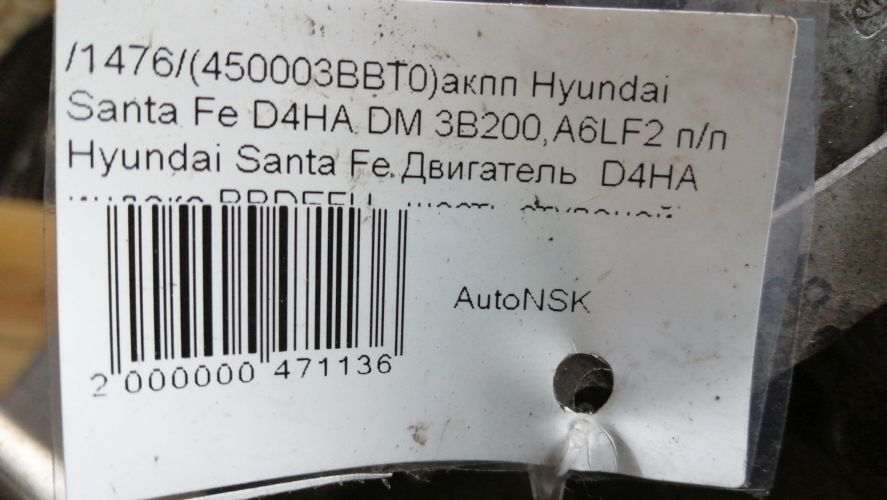 /1476/(450003BBT0)акпп Hyundai
Santa Fe D4HA DM 3B200,A6LF2 п/п
Hyundai Santa Fe.Двигатель D4HA
AutoNSK
2 000000 471136